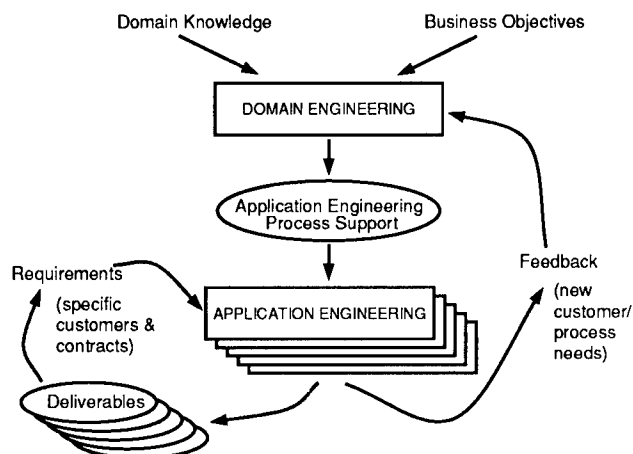 Domain Knowledge
Business Objectives
DOMAIN ENGINEERING
Application Engineering
Process Support
Requirements
(specific
customers &
contracts)
APPLICATION ENGINEERING
Feedback
(new
customer/
process
needs)
Deliverables